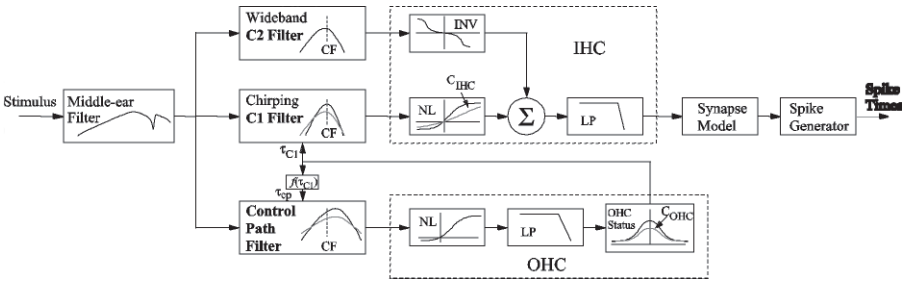 Wideband
C2 Filter
CF
INV
IHC
Stimulus
Middle-ear
Filter
Chirping
C1 Filter
CF
NL
C_IHC
Σ
LP
Synapse
Model
Spike
Generator
Spike
Times
τ_C1
f(τ_C1)
τ_cp
Control
Path
Filter
CF
NL
LP
OHC
Status
C_OHC
OHC